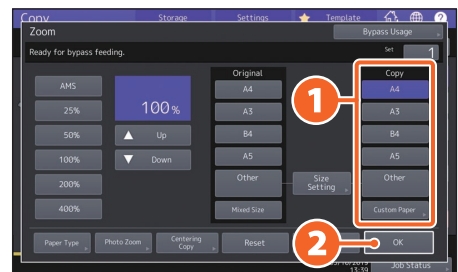 Copy Storage Settings Template
Zoom Bypass Usage
Ready for bypass feeding. Set 1
Original Copy
AMS A4 A4
25% 100% A3 A3
50% Up B4 B4
100% Down A5 A5
200% Other Size Setting Other
400% Mixed Size Custom Paper
Paper Type Photo Zoom Centering Copy Reset OK
13:39 Job Status
1
2